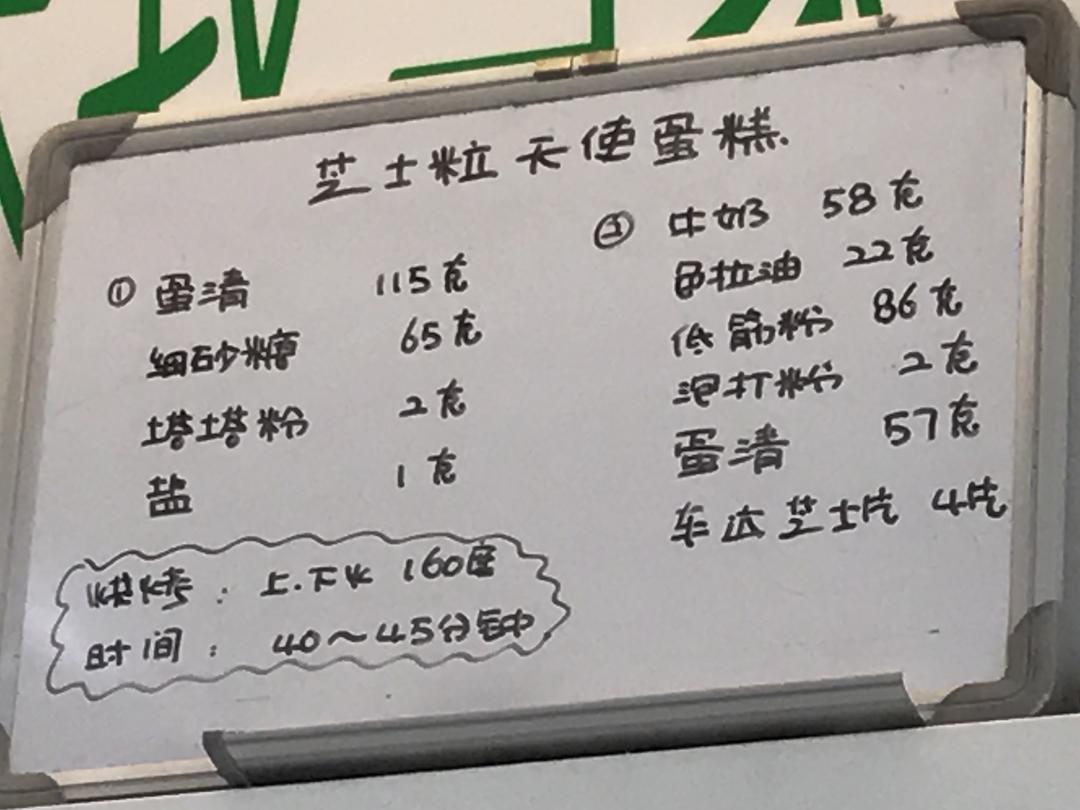 芝士粒天使蛋糕.
① 蛋清 115克
细砂糖 65克
塔塔粉 2克
盐 1克
② 牛奶 58克
色拉油 22克
低筋粉 86克
泡打粉 2克
蛋清 57克
车达芝士片 4片
烘烤: 上.下火 160度
时间: 40~45分钟